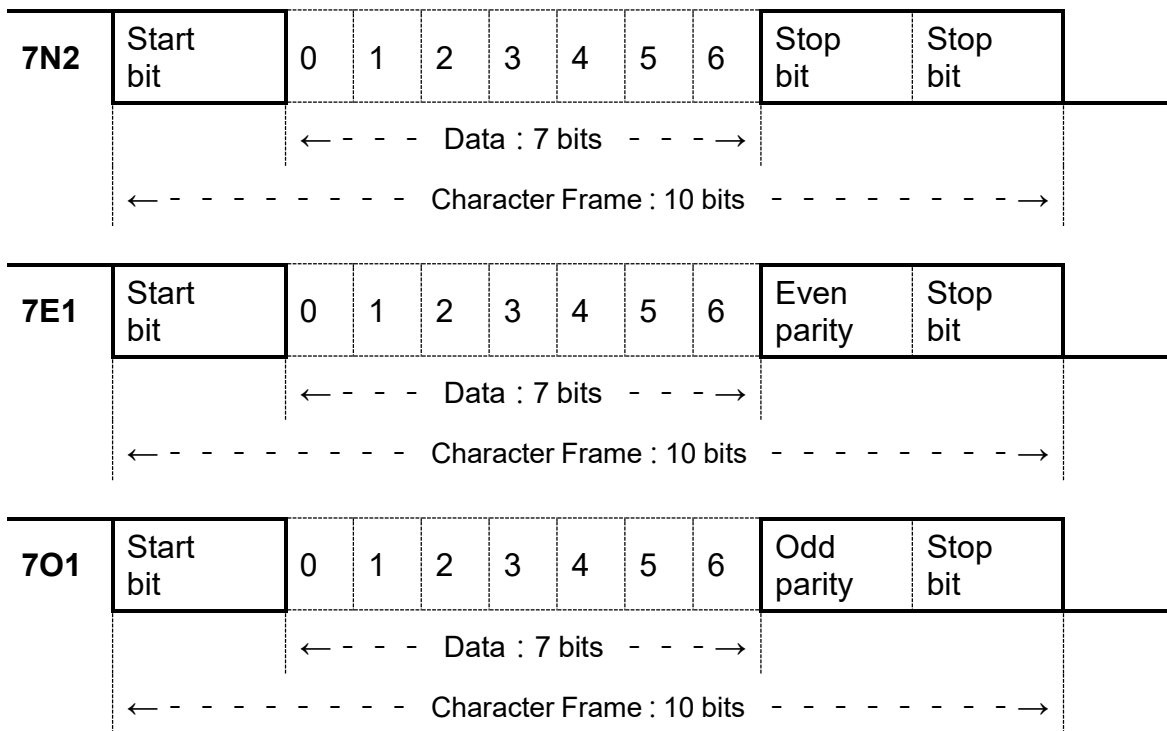 7N2 Start bit 0 1 2 3 4 5 6 Stop bit Stop bit
Data : 7 bits
Character Frame : 10 bits
7E1 Start bit 0 1 2 3 4 5 6 Even parity Stop bit
Data : 7 bits
Character Frame : 10 bits
7O1 Start bit 0 1 2 3 4 5 6 Odd parity Stop bit
Data : 7 bits
Character Frame : 10 bits